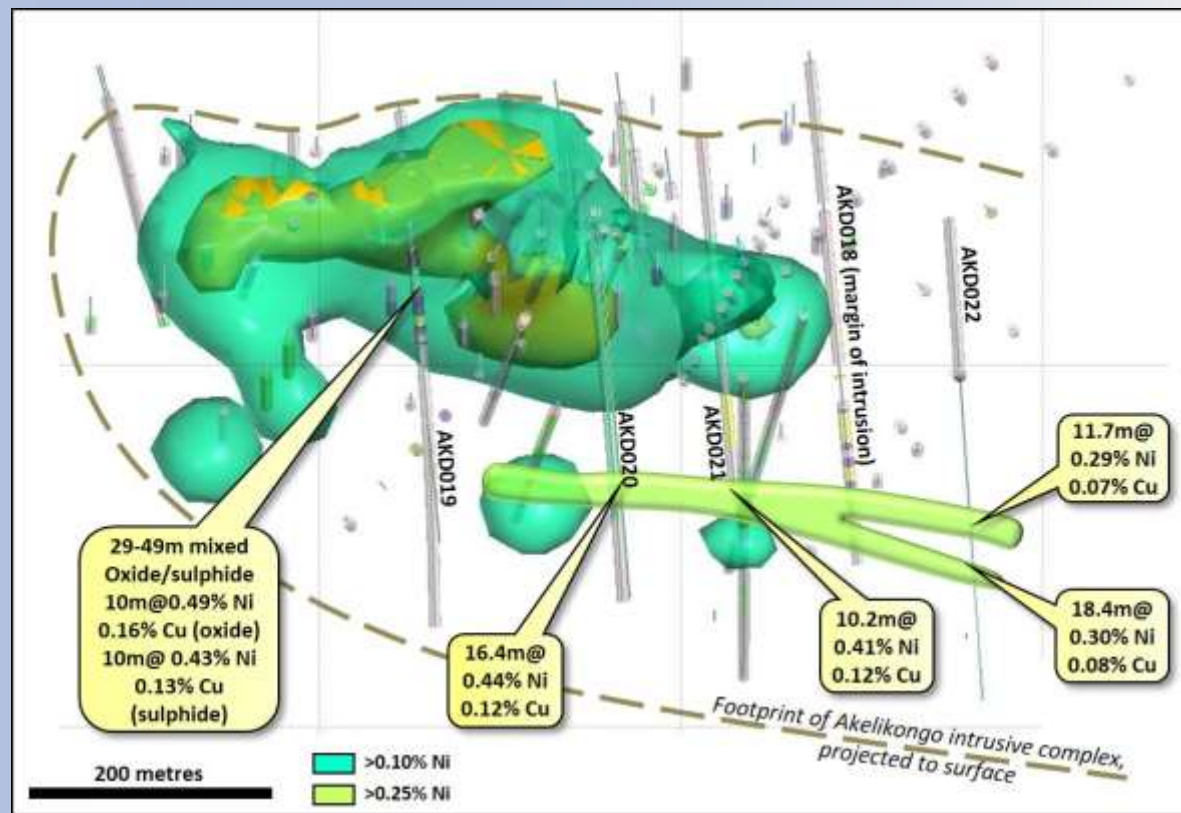 AKD018 (margin of intrusion)
AKD022
AKD019
AKD020
AKD021
11.7m@
0.29% Ni
0.07% Cu
29-49m mixed
Oxide/sulphide
10m@0.49% Ni
0.16% Cu (oxide)
10m@ 0.43% Ni
0.13% Cu
(sulphide)
16.4m@
0.44% Ni
0.12% Cu
10.2m@
0.41% Ni
0.12% Cu
18.4m@
0.30% Ni
0.08% Cu
Footprint of Akelikongo intrusive complex,
projected to surface
200 metres
>0.10% Ni
>0.25% Ni